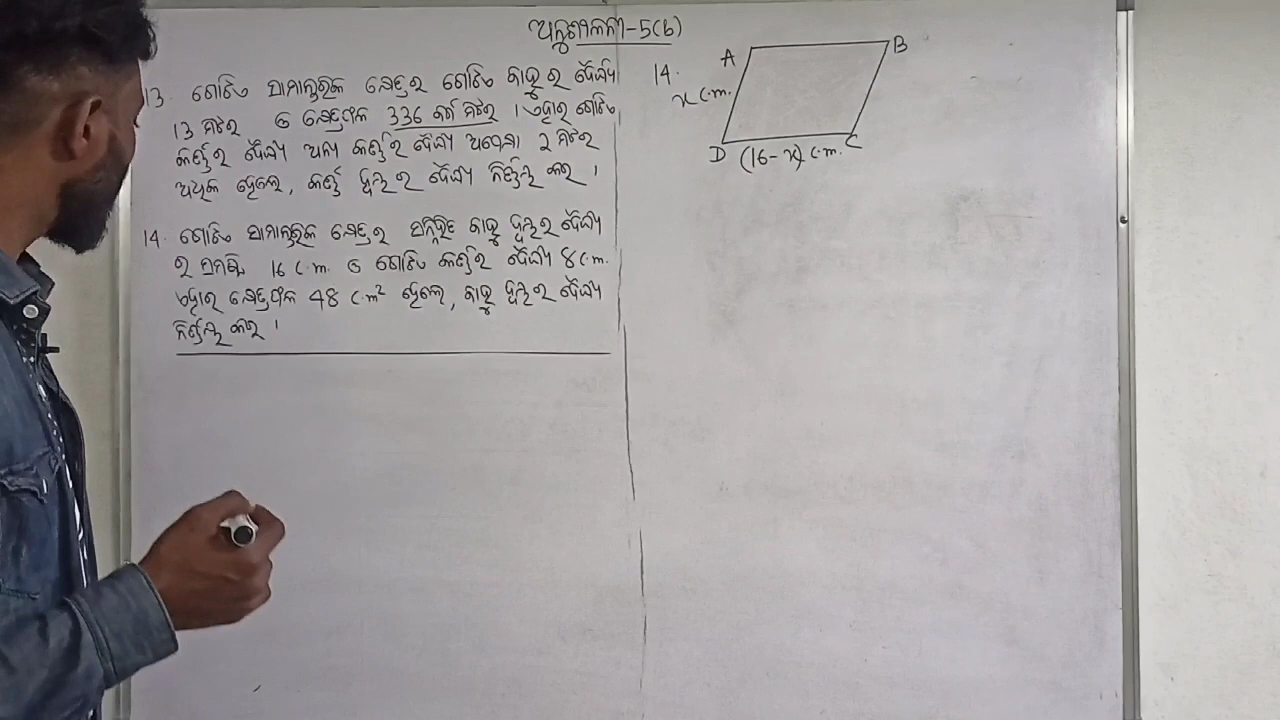 ଅନୁଶୀଳନୀ-5(b)
13. ଗୋଟିଏ ସାମାନ୍ତରିକ କ୍ଷେତ୍ରର ଗୋଟିଏ ବାହୁର ଦୈର୍ଘ୍ୟ
13 ମିଟର ଓ କ୍ଷେତ୍ରଫଳ 336 ବର୍ଗ ମିଟର । ଏହାର ଗୋଟିଏ
କର୍ଣ୍ଣର ଦୈର୍ଘ୍ୟ ଅନ୍ୟ କର୍ଣ୍ଣର ଦୈର୍ଘ୍ୟ ଅପେକ୍ଷା 2 ମିଟର
ଅଧିକ ହେଲେ, କର୍ଣ୍ଣ ଦ୍ୱୟର ଦୈର୍ଘ୍ୟ ନିର୍ଣ୍ଣୟ କର ।
14. ଗୋଟିଏ ସାମାନ୍ତରିକ କ୍ଷେତ୍ରର ସନ୍ନିହିତ ବାହୁ ଦ୍ୱୟର ଦୈର୍ଘ୍ୟ
ର ସମଷ୍ଟି 16 c.m. ଓ ଗୋଟିଏ କର୍ଣ୍ଣର ଦୈର୍ଘ୍ୟ 8 c.m.
ଏହାର କ୍ଷେତ୍ରଫଳ 48 c.m² ହେଲେ, ବାହୁ ଦ୍ୱୟର ଦୈର୍ଘ୍ୟ
ନିର୍ଣ୍ଣୟ କର ।
14.
A B
x c.m.
D C
(16-x) c.m.